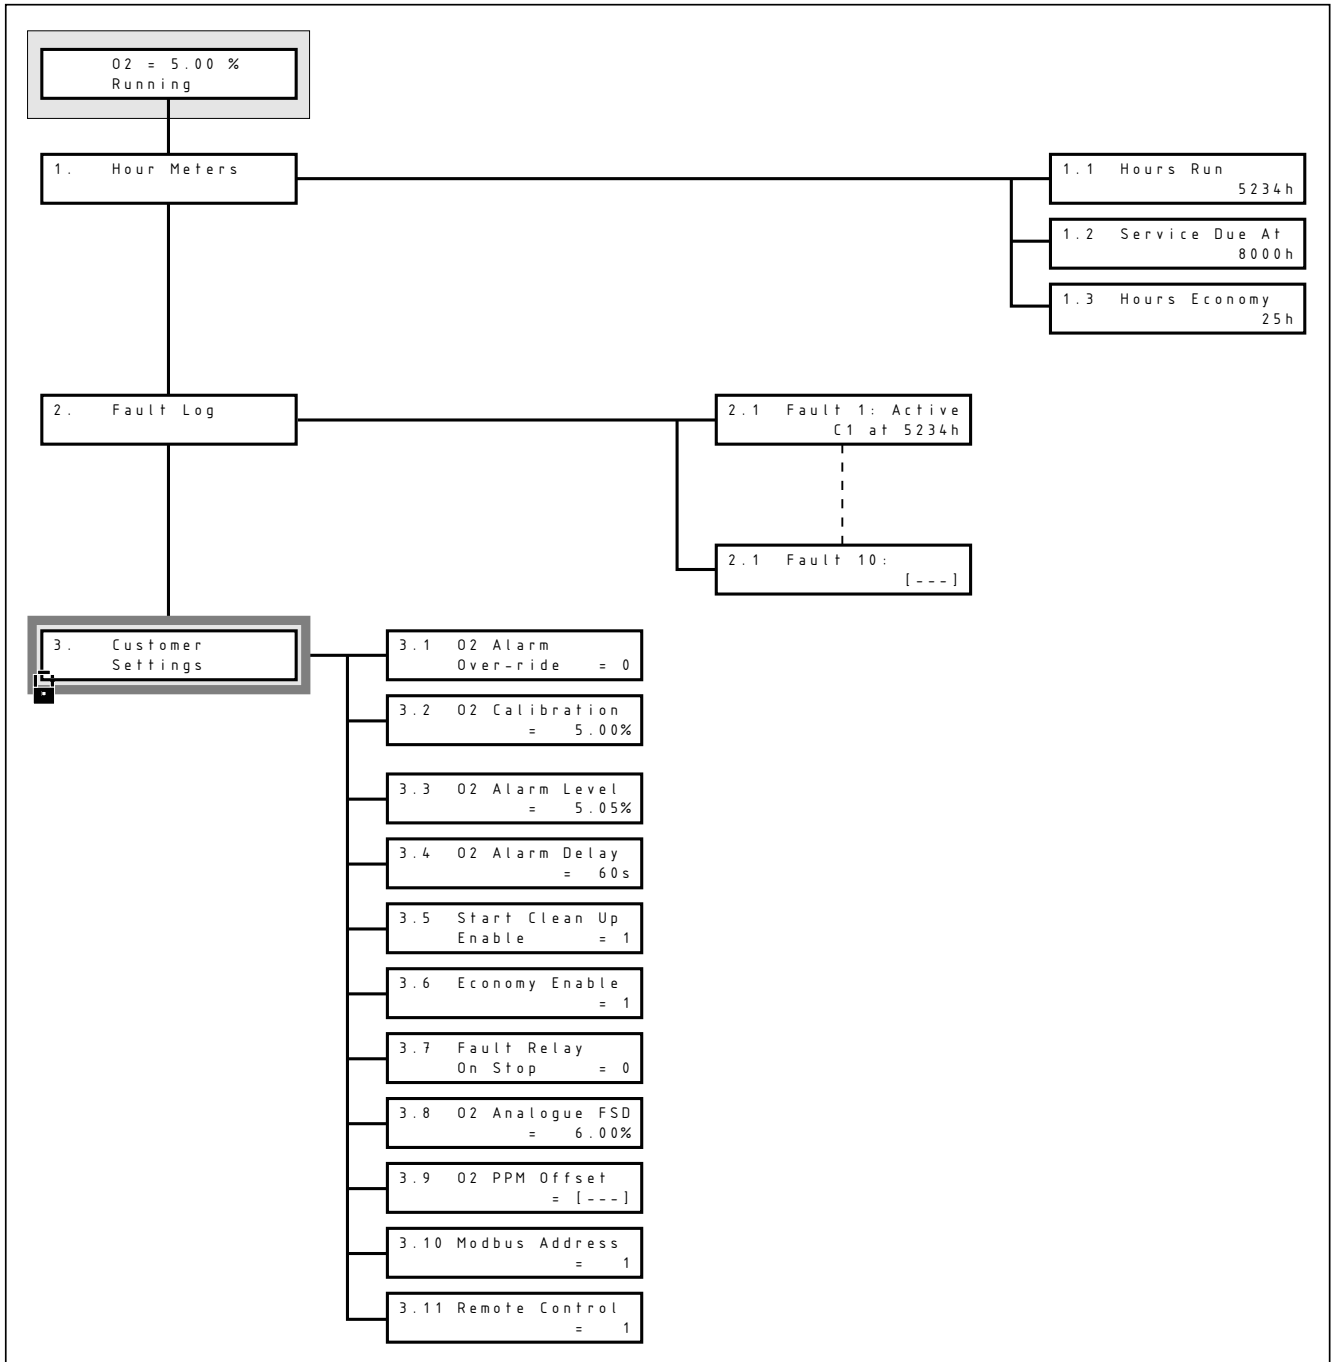 O2 = 5.00 %
Running
1. Hour Meters
1.1 Hours Run
5234h
1.2 Service Due At
8000h
1.3 Hours Economy
25h
2. Fault Log
2.1 Fault 1: Active
C1 at 5234h
2.1 Fault 10:
[---]
3. Customer
Settings
3.1 O2 Alarm
Over-ride = 0
3.2 O2 Calibration
= 5.00%
3.3 O2 Alarm Level
= 5.05%
3.4 O2 Alarm Delay
= 60s
3.5 Start Clean Up
Enable = 1
3.6 Economy Enable
= 1
3.7 Fault Relay
On Stop = 0
3.8 O2 Analogue FSD
= 6.00%
3.9 O2 PPM Offset
= [---]
3.10 Modbus Address
= 1
3.11 Remote Control
= 1